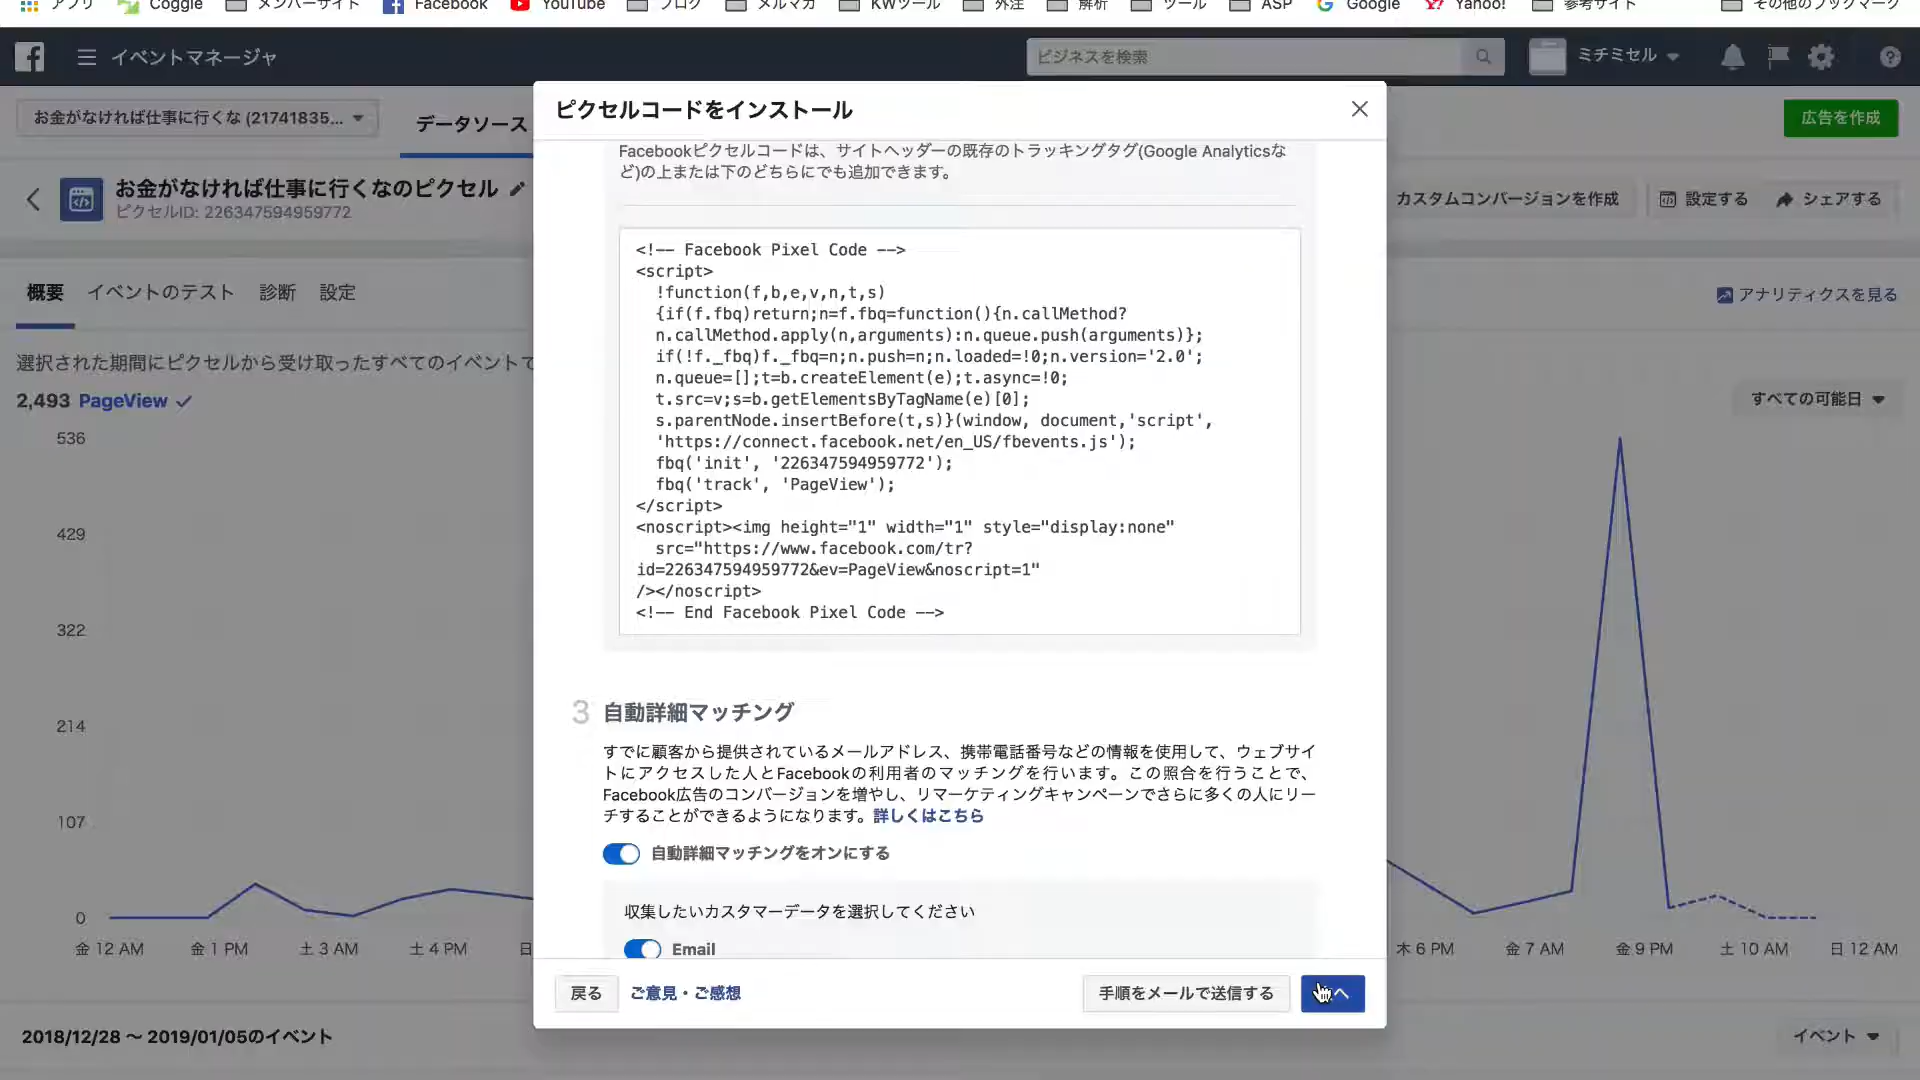 アプリ Coggle メンバーサイト Facebook YouTube ブログ メルマガ KWツール 外注 解析 ツール ASP Google Yahoo! 参考サイト その他のブックマーク
イベントマネージャ ビジネスを検索 ミチミセル
お金がなければ仕事に行くな (21741835... データソース 広告を作成
お金がなければ仕事に行くなのピクセル カスタムコンバージョンを作成 設定する シェアする
ピクセルID: 226347594959772
概要 イベントのテスト 診断 設定 アナリティクスを見る
選択された期間にピクセルから受け取ったすべてのイベントで
2,493 PageView すべての可能日
536
429
322
214
107
0
金 12 AM 金 1 PM 土 3 AM 土 4 PM 日 木 6 PM 金 7 AM 金 9 PM 土 10 AM 日 12 AM
2018/12/28 ～ 2019/01/05のイベント イベント
ピクセルコードをインストール
Facebookピクセルコードは、サイトヘッダーの既存のトラッキングタグ(Google Analyticsな
ど)の上または下のどちらにでも追加できます。
<!-- Facebook Pixel Code -->
<script>
!function(f,b,e,v,n,t,s)
{if(f.fbq)return;n=f.fbq=function(){n.callMethod?
n.callMethod.apply(n,arguments):n.queue.push(arguments)};
if(!f._fbq)f._fbq=n;n.push=n;n.loaded=!0;n.version='2.0';
n.queue=[];t=b.createElement(e);t.async=!0;
t.src=v;s=b.getElementsByTagName(e)[0];
s.parentNode.insertBefore(t,s)}(window, document,'script',
'https://connect.facebook.net/en_US/fbevents.js');
fbq('init', '226347594959772');
fbq('track', 'PageView');
</script>
<noscript><img height="1" width="1" style="display:none"
src="https://www.facebook.com/tr?
id=226347594959772&ev=PageView&noscript=1"
/></noscript>
<!-- End Facebook Pixel Code -->
3 自動詳細マッチング
すでに顧客から提供されているメールアドレス、携帯電話番号などの情報を使用して、ウェブサイ
トにアクセスした人とFacebookの利用者のマッチングを行います。この照合を行うことで、
Facebook広告のコンバージョンを増やし、リマーケティングキャンペーンでさらに多くの人にリー
チすることができるようになります。詳しくはこちら
自動詳細マッチングをオンにする
収集したいカスタマーデータを選択してください
Email
戻る ご意見・ご感想 手順をメールで送信する へ